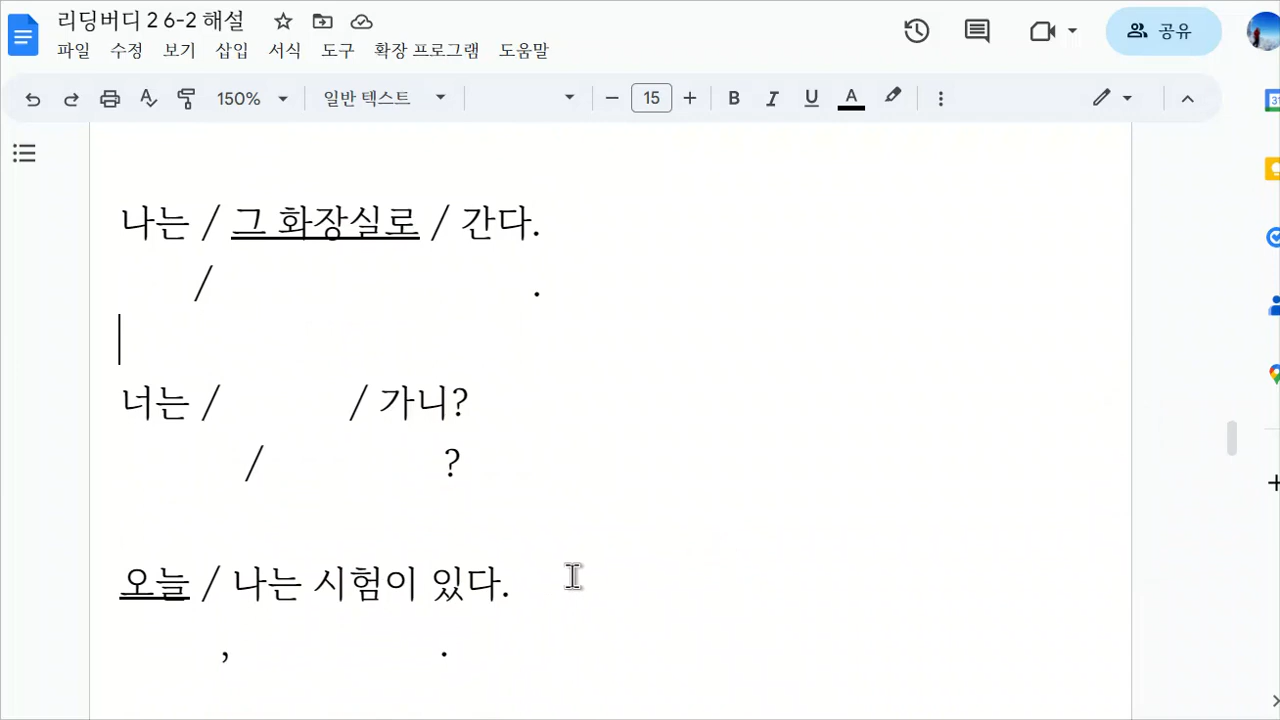 리딩버디 2 6-2 해설
파일 수정 보기 삽입 서식 도구 확장 프로그램 도움말
공유
150% 일반 텍스트 15 B I U A
31
나는 / 그 화장실로 / 간다.
/ .
너는 / / 가니?
/ ?
오늘 / 나는 시험이 있다.
, .